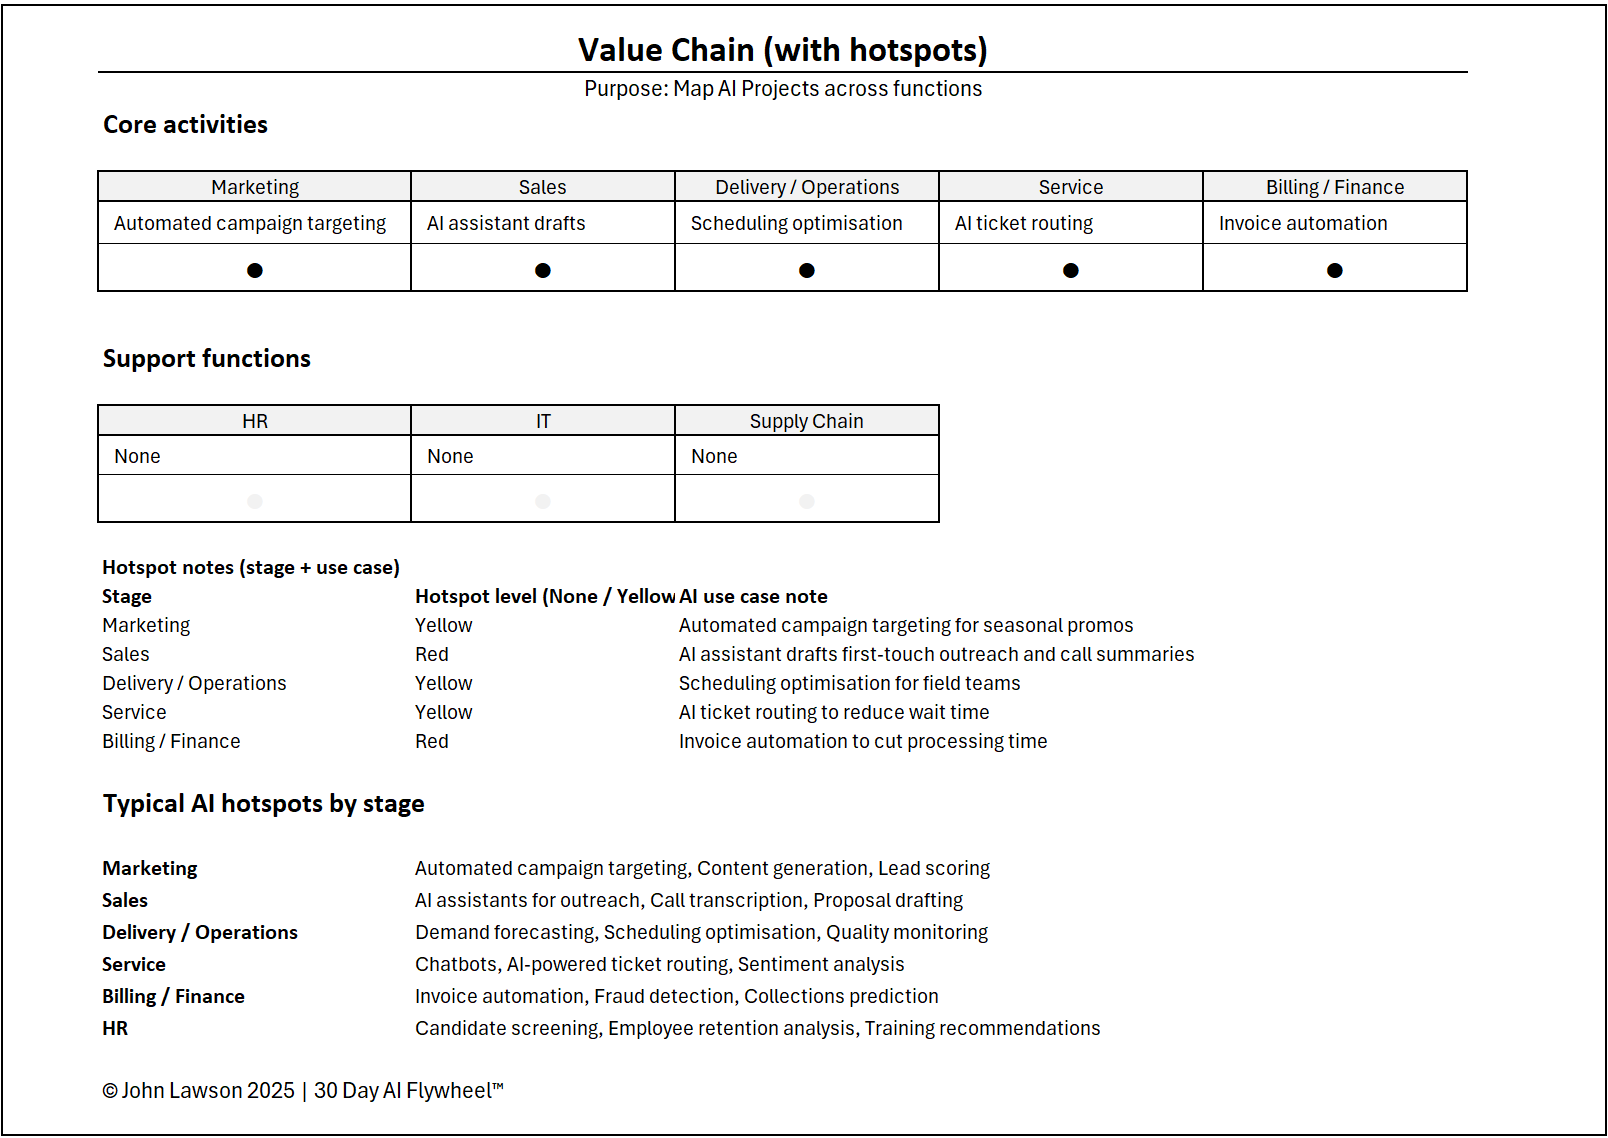 Value Chain (with hotspots)
Purpose: Map AI Projects across functions
Core activities
Marketing Sales Delivery / Operations Service Billing / Finance
Automated campaign targeting AI assistant drafts Scheduling optimisation AI ticket routing Invoice automation
Support functions
HR IT Supply Chain
None None None
Hotspot notes (stage + use case)
Stage Hotspot level (None / Yellow AI use case note
Marketing Yellow Automated campaign targeting for seasonal promos
Sales Red AI assistant drafts first-touch outreach and call summaries
Delivery / Operations Yellow Scheduling optimisation for field teams
Service Yellow AI ticket routing to reduce wait time
Billing / Finance Red Invoice automation to cut processing time
Typical AI hotspots by stage
Marketing Automated campaign targeting, Content generation, Lead scoring
Sales AI assistants for outreach, Call transcription, Proposal drafting
Delivery / Operations Demand forecasting, Scheduling optimisation, Quality monitoring
Service Chatbots, AI-powered ticket routing, Sentiment analysis
Billing / Finance Invoice automation, Fraud detection, Collections prediction
HR Candidate screening, Employee retention analysis, Training recommendations
© John Lawson 2025 | 30 Day AI Flywheel™